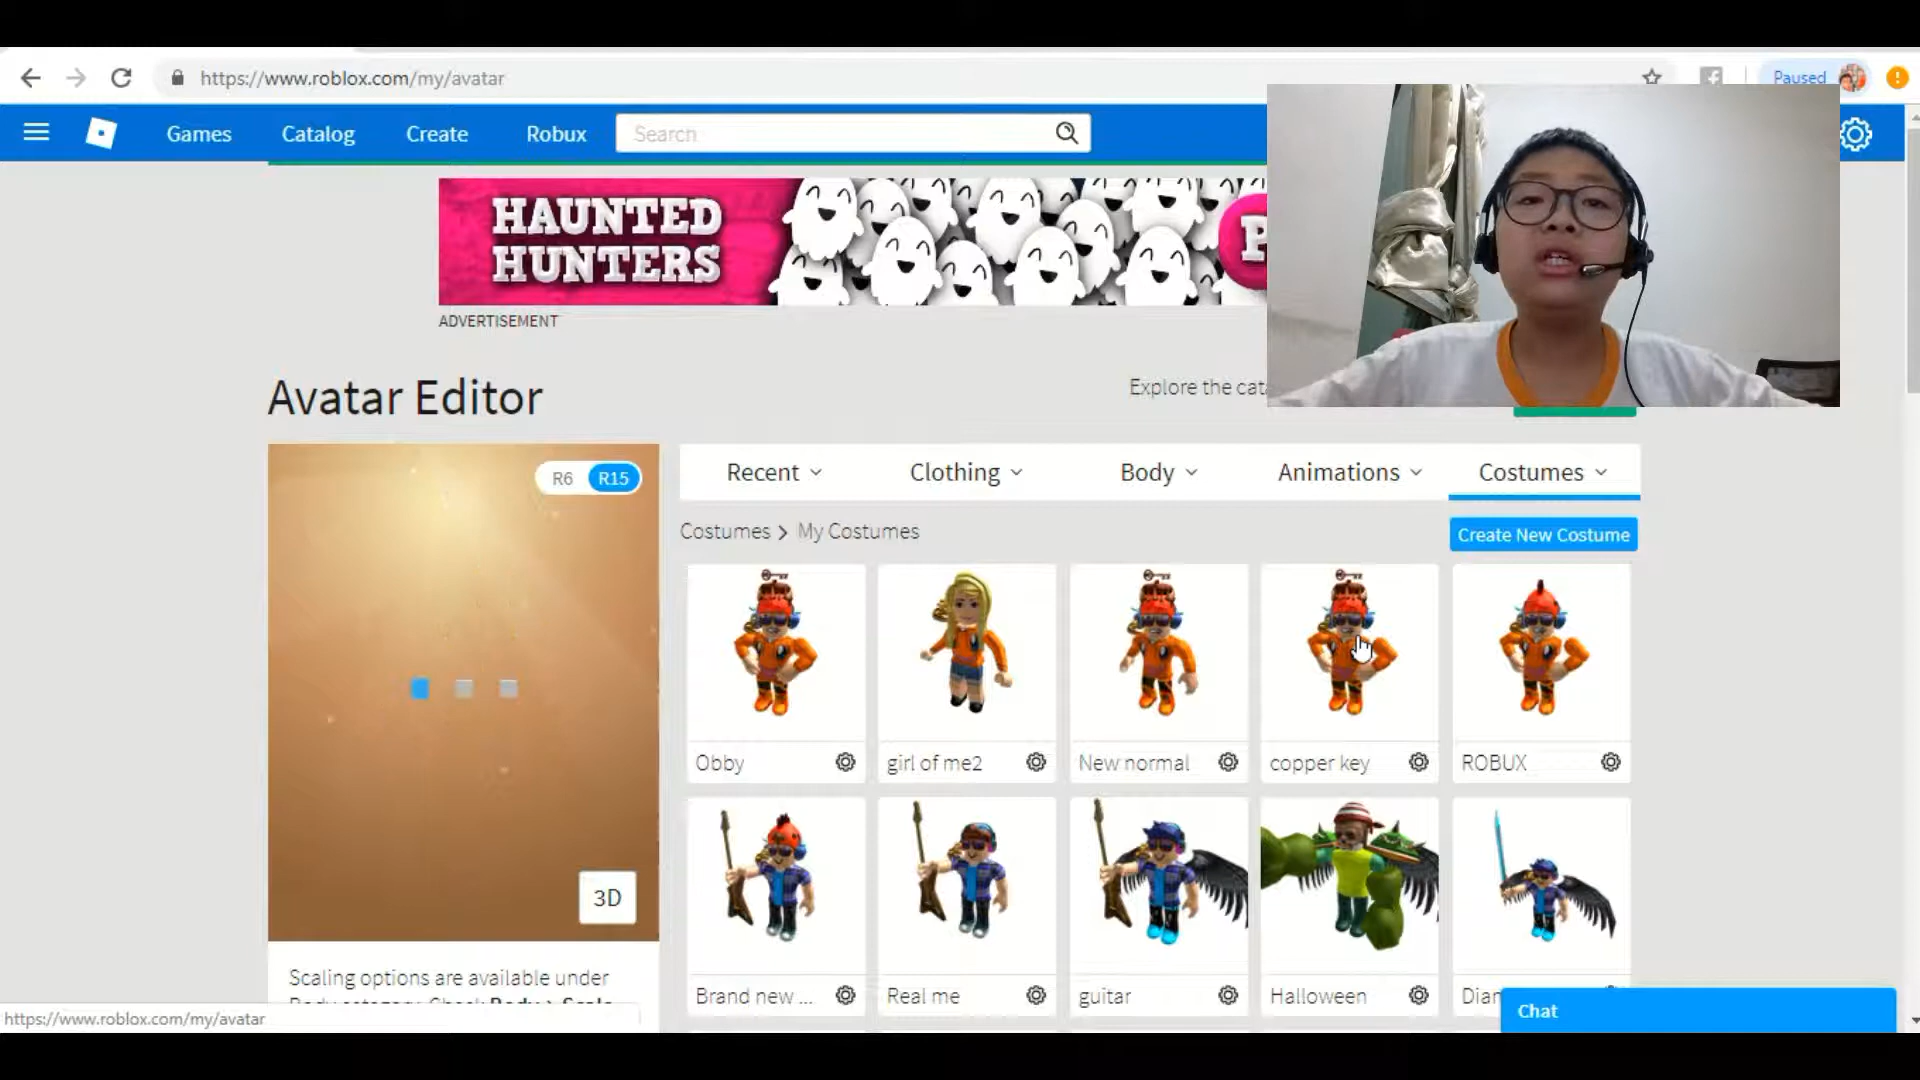 https://www.roblox.com/my/avatar
Paused
Games
Catalog
Create
Robux
Search
HAUNTED
HUNTERS
ADVERTISEMENT
Avatar Editor
Explore the
R6
R15
Recent
Clothing
Body
Animations
Costumes
Costumes > My Costumes
Create New Costume
Obby
girl of me2
New normal
copper key
ROBUX
3D
Brand new ...
Real me
guitar
Halloween
Scaling options are available under
Chat
https://www.roblox.com/my/avatar